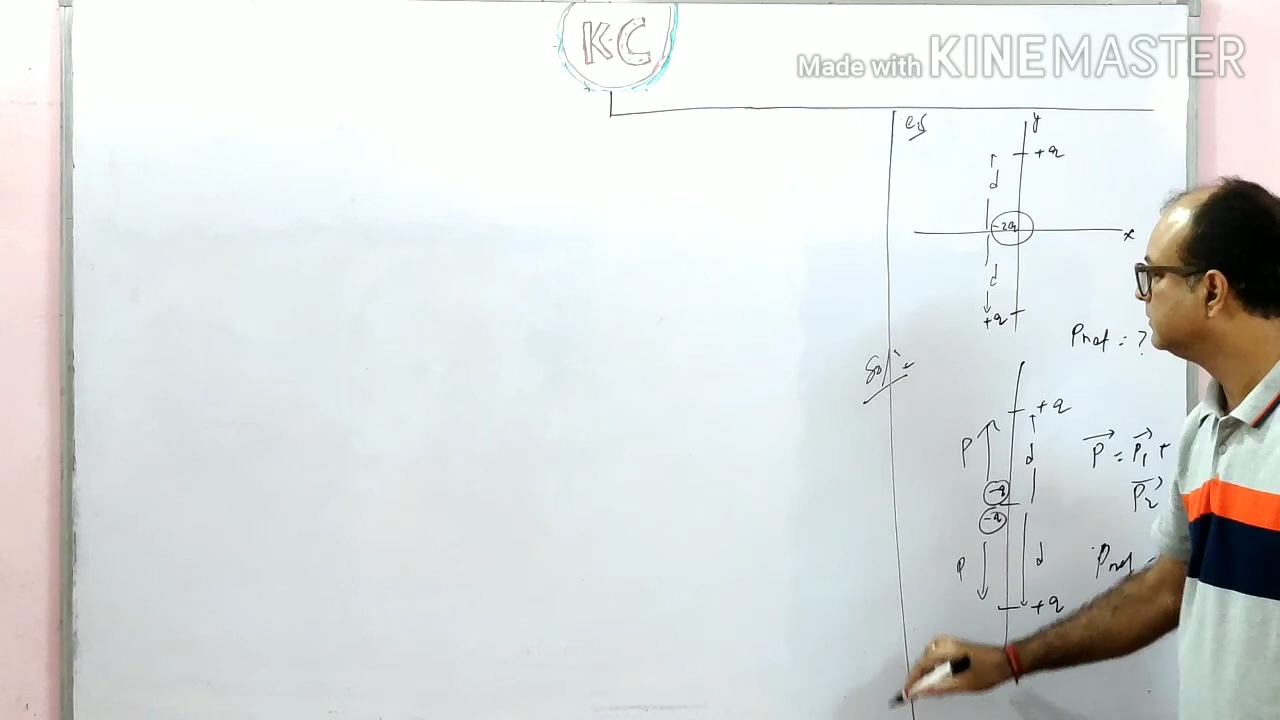 KC
Made with KINEMASTER
eg
y
+q
d
-2q
x
d
+q
Pnet = ?
Sol:
+q
P
d
-q
-q
P
d
+q
P = P1 +
P2
Pnet =